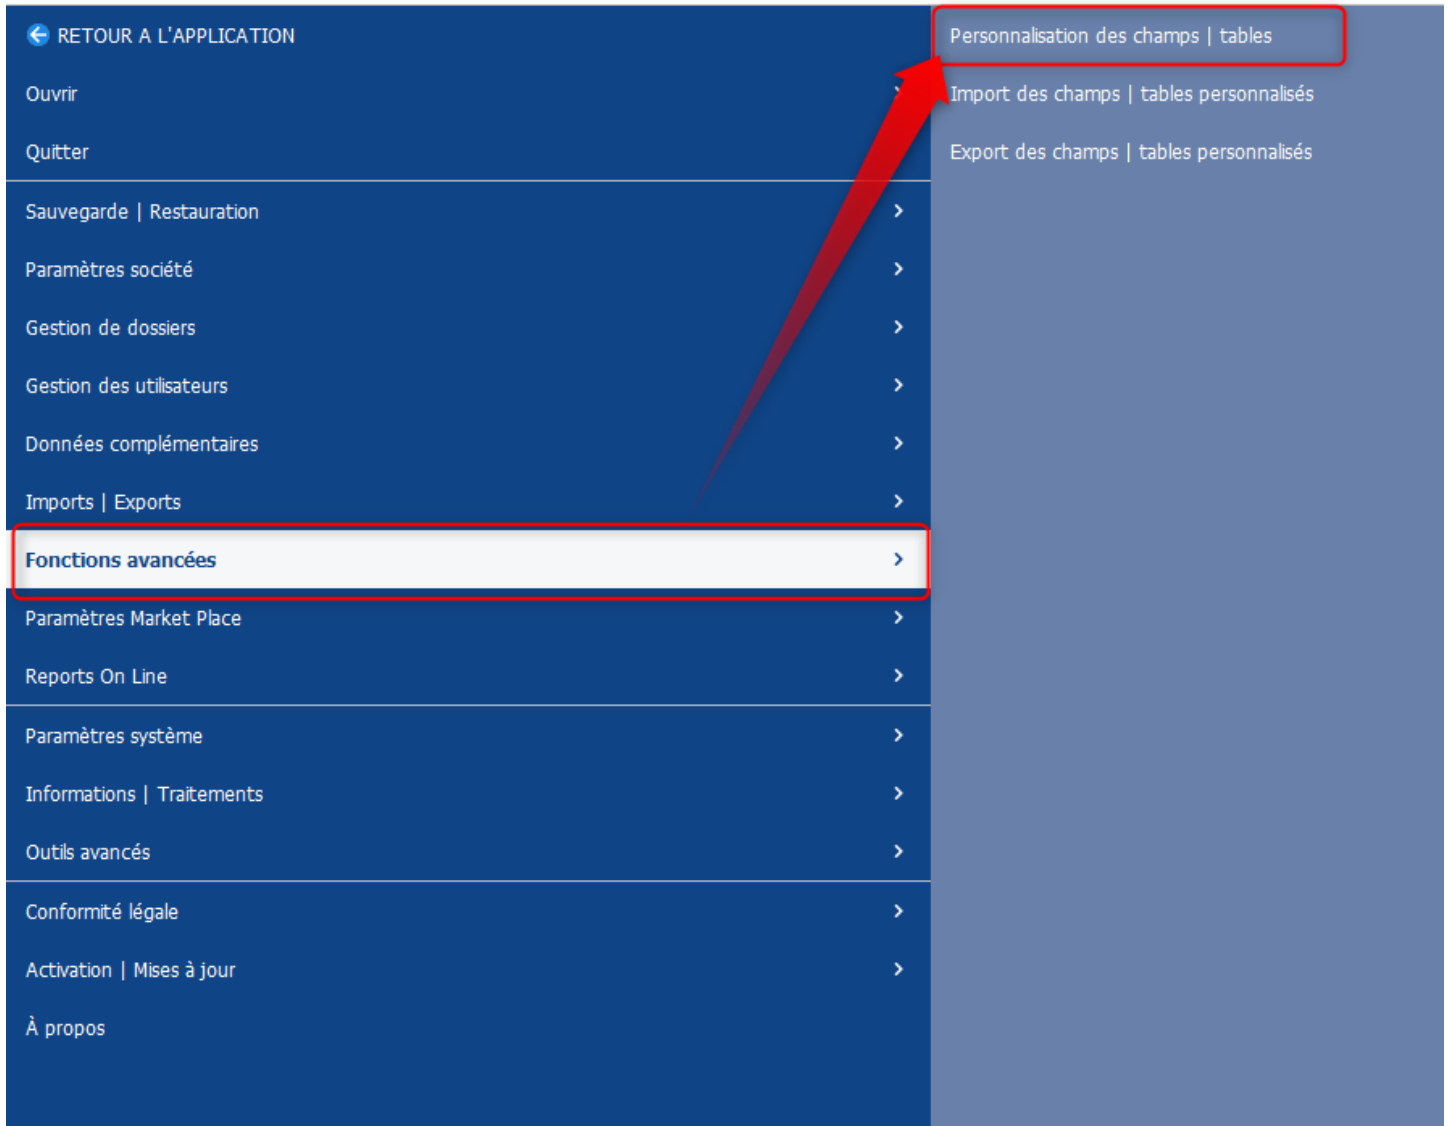 RETOUR A L'APPLICATION
Ouvrir
Quitter
Sauvegarde | Restauration
Paramètres société
Gestion de dossiers
Gestion des utilisateurs
Données complémentaires
Imports | Exports
Fonctions avancées
Paramètres Market Place
Reports On Line
Paramètres système
Informations | Traitements
Outils avancés
Conformité légale
Activation | Mises à jour
À propos
Personnalisation des champs | tables
Import des champs | tables personnalisés
Export des champs | tables personnalisés